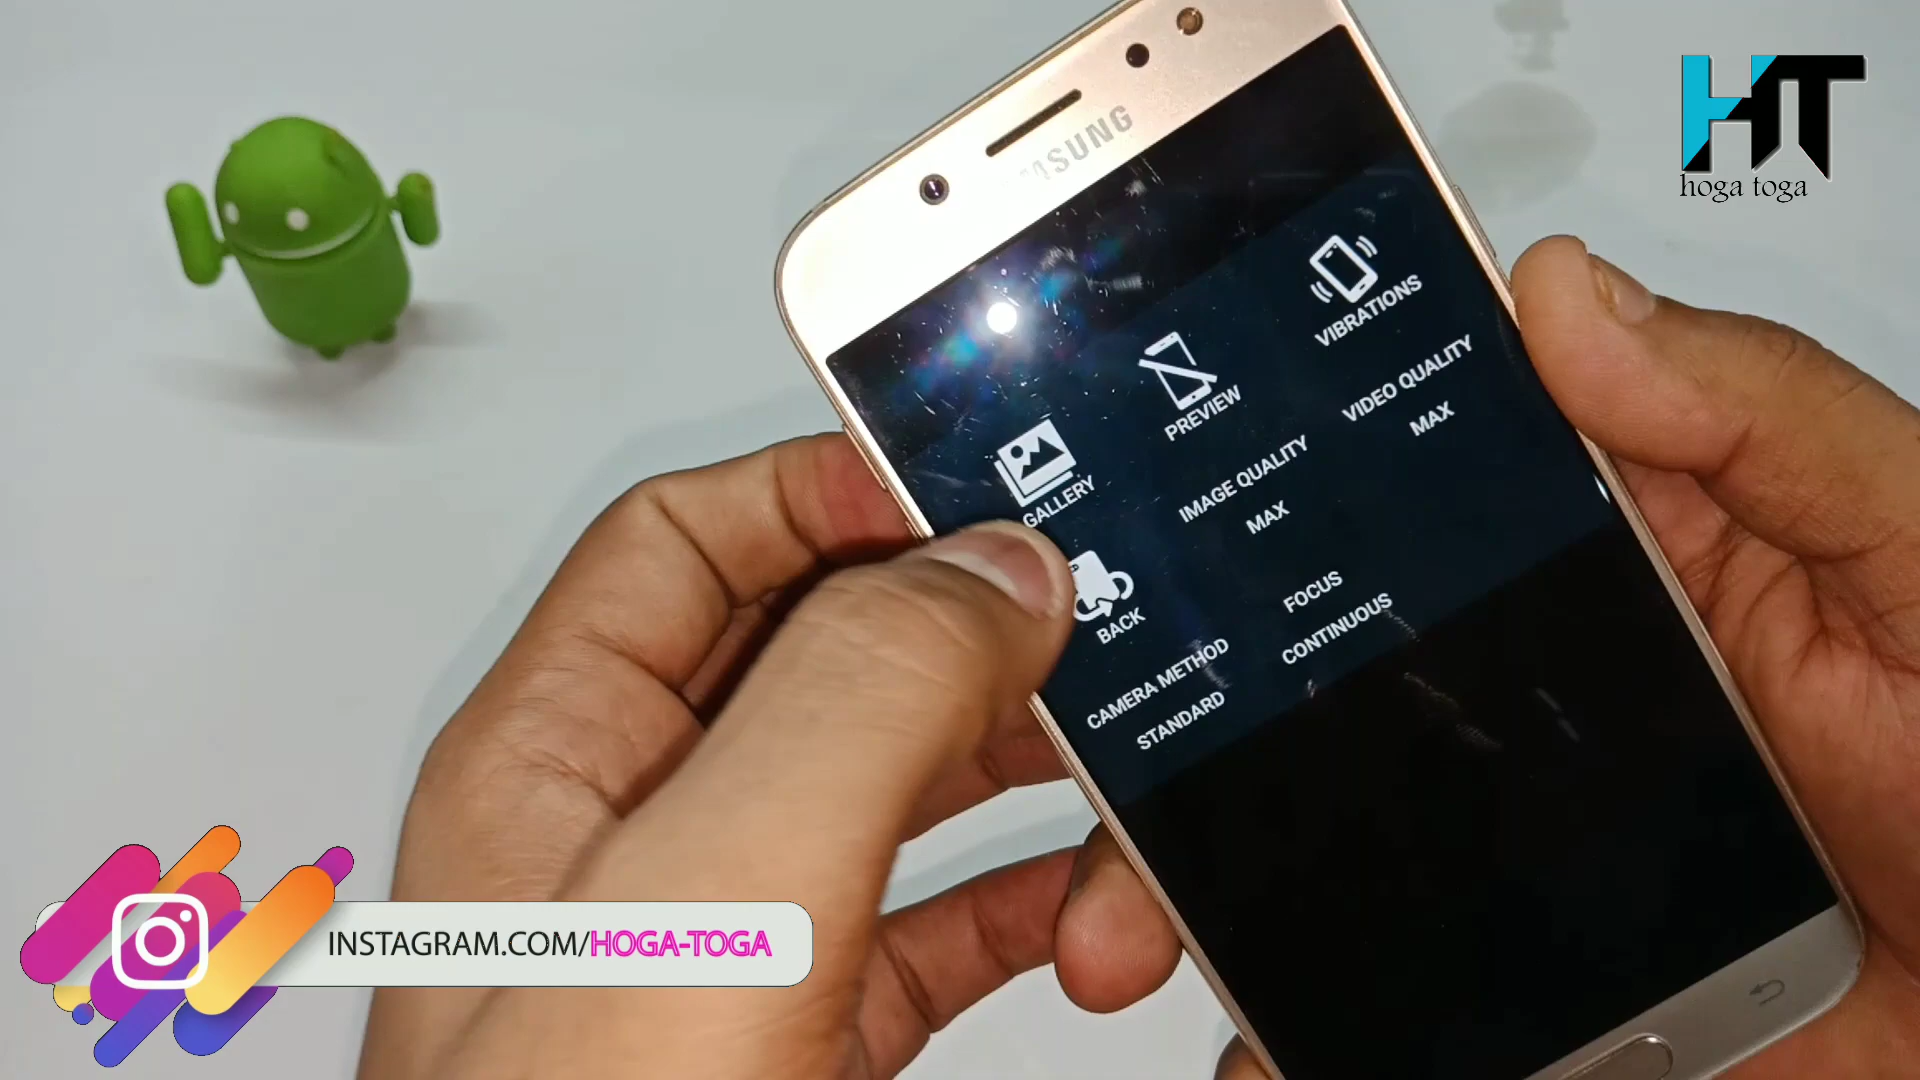 HT
hoga toga
SAMSUNG
VIBRATIONS
PREVIEW
GALLERY
VIDEO QUALITY
MAX
IMAGE QUALITY
MAX
BACK
FOCUS
CONTINUOUS
CAMERA METHOD
STANDARD
INSTAGRAM.COM/HOGA-TOGA